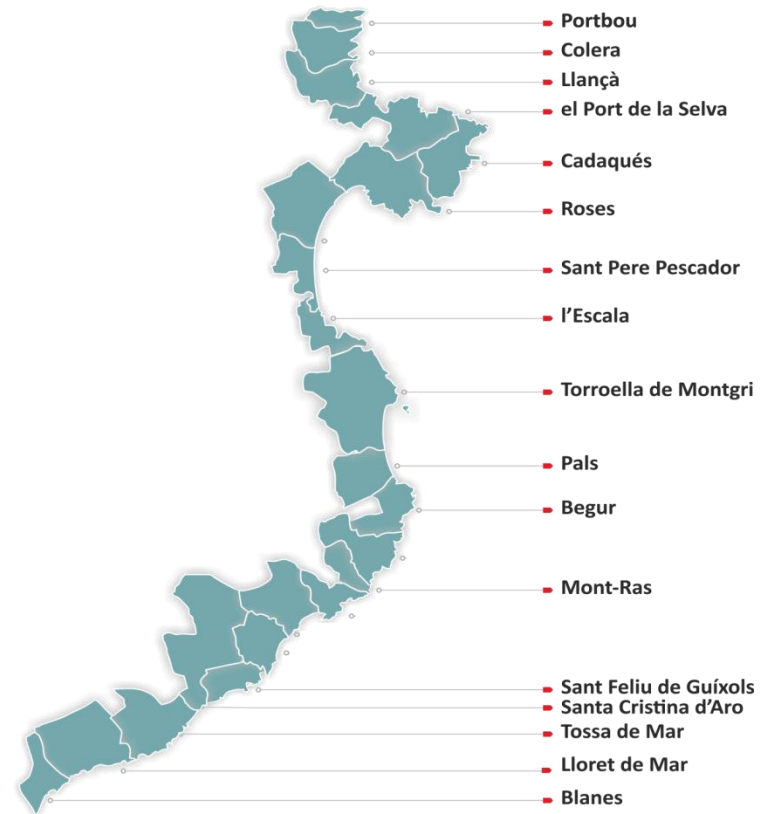 Portbou
Colera
Llançà
el Port de la Selva
Cadaqués
Roses
Sant Pere Pescador
l'Escala
Torroella de Montgri
Pals
Begur
Mont-Ras
Sant Feliu de Guíxols
Santa Cristina d'Aro
Tossa de Mar
Lloret de Mar
Blanes